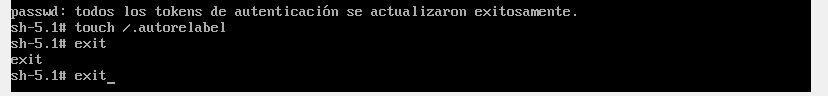 passwd: todos los tokens de autenticación se actualizaron exitosamente.
sh-5.1# touch /.autorelabel
sh-5.1# exit
exit
sh-5.1# exit_